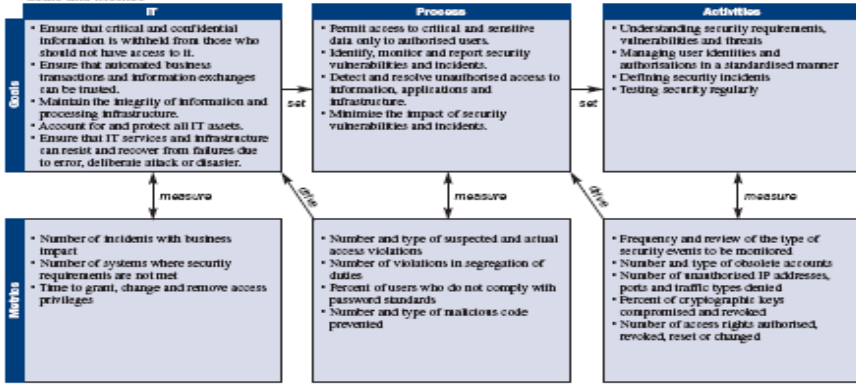 IT
Process
Activities
Goals
• Ensure that critical and confidential
information is withheld from those who
should not have access to it.
• Ensure that automated business
transactions and information exchanges
can be trusted.
• Maintain the integrity of information and
processing infrastructure.
• Account for and protect all IT assets.
• Ensure that IT services and infrastructure
can resist and recover from failures due
to error, deliberate attack or disaster.
set
• Permit access to critical and sensitive
data only to authorised users.
• Identify, monitor and report security
vulnerabilities and incidents.
• Detect and resolve unauthorised access to
information, applications and
infrastructure.
• Minimise the impact of security
vulnerabilities and incidents.
set
• Understanding security requirements,
vulnerabilities and threats
• Managing user identities and
authorisations in a standardised manner
• Defining security incidents
• Testing security regularly
measure
drive
measure
drive
measure
Metrics
• Number of incidents with business
impact
• Number of systems where security
requirements are not met
• Time to grant, change and remove access
privileges
• Number and type of suspected and actual
access violations
• Number of violations in segregation of
duties
• Percent of users who do not comply with
password standards
• Number and type of malicious code
prevented
• Frequency and review of the type of
security events to be monitored
• Number and type of obsolete accounts
• Number of unauthorised IP addresses,
ports and traffic types denied
• Percent of cryptographic keys
compromised and revoked
• Number of access rights authorised,
revoked, reset or changed